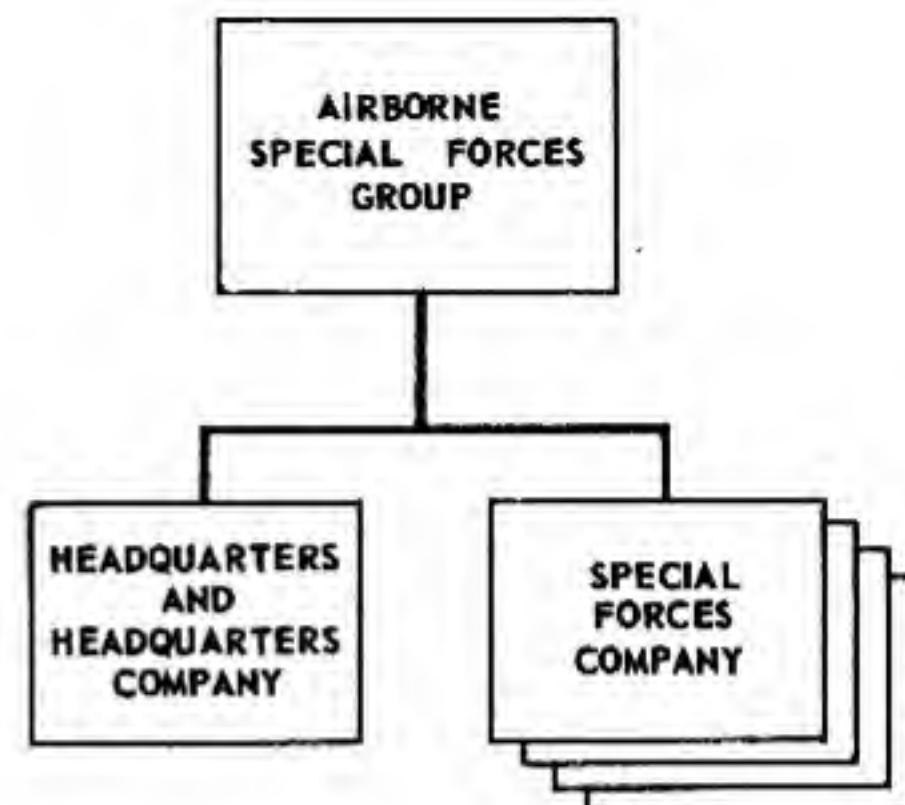 AIRBORNE
SPECIAL FORCES
GROUP
HEADQUARTERS
AND
HEADQUARTERS
COMPANY
SPECIAL
FORCES
COMPANY